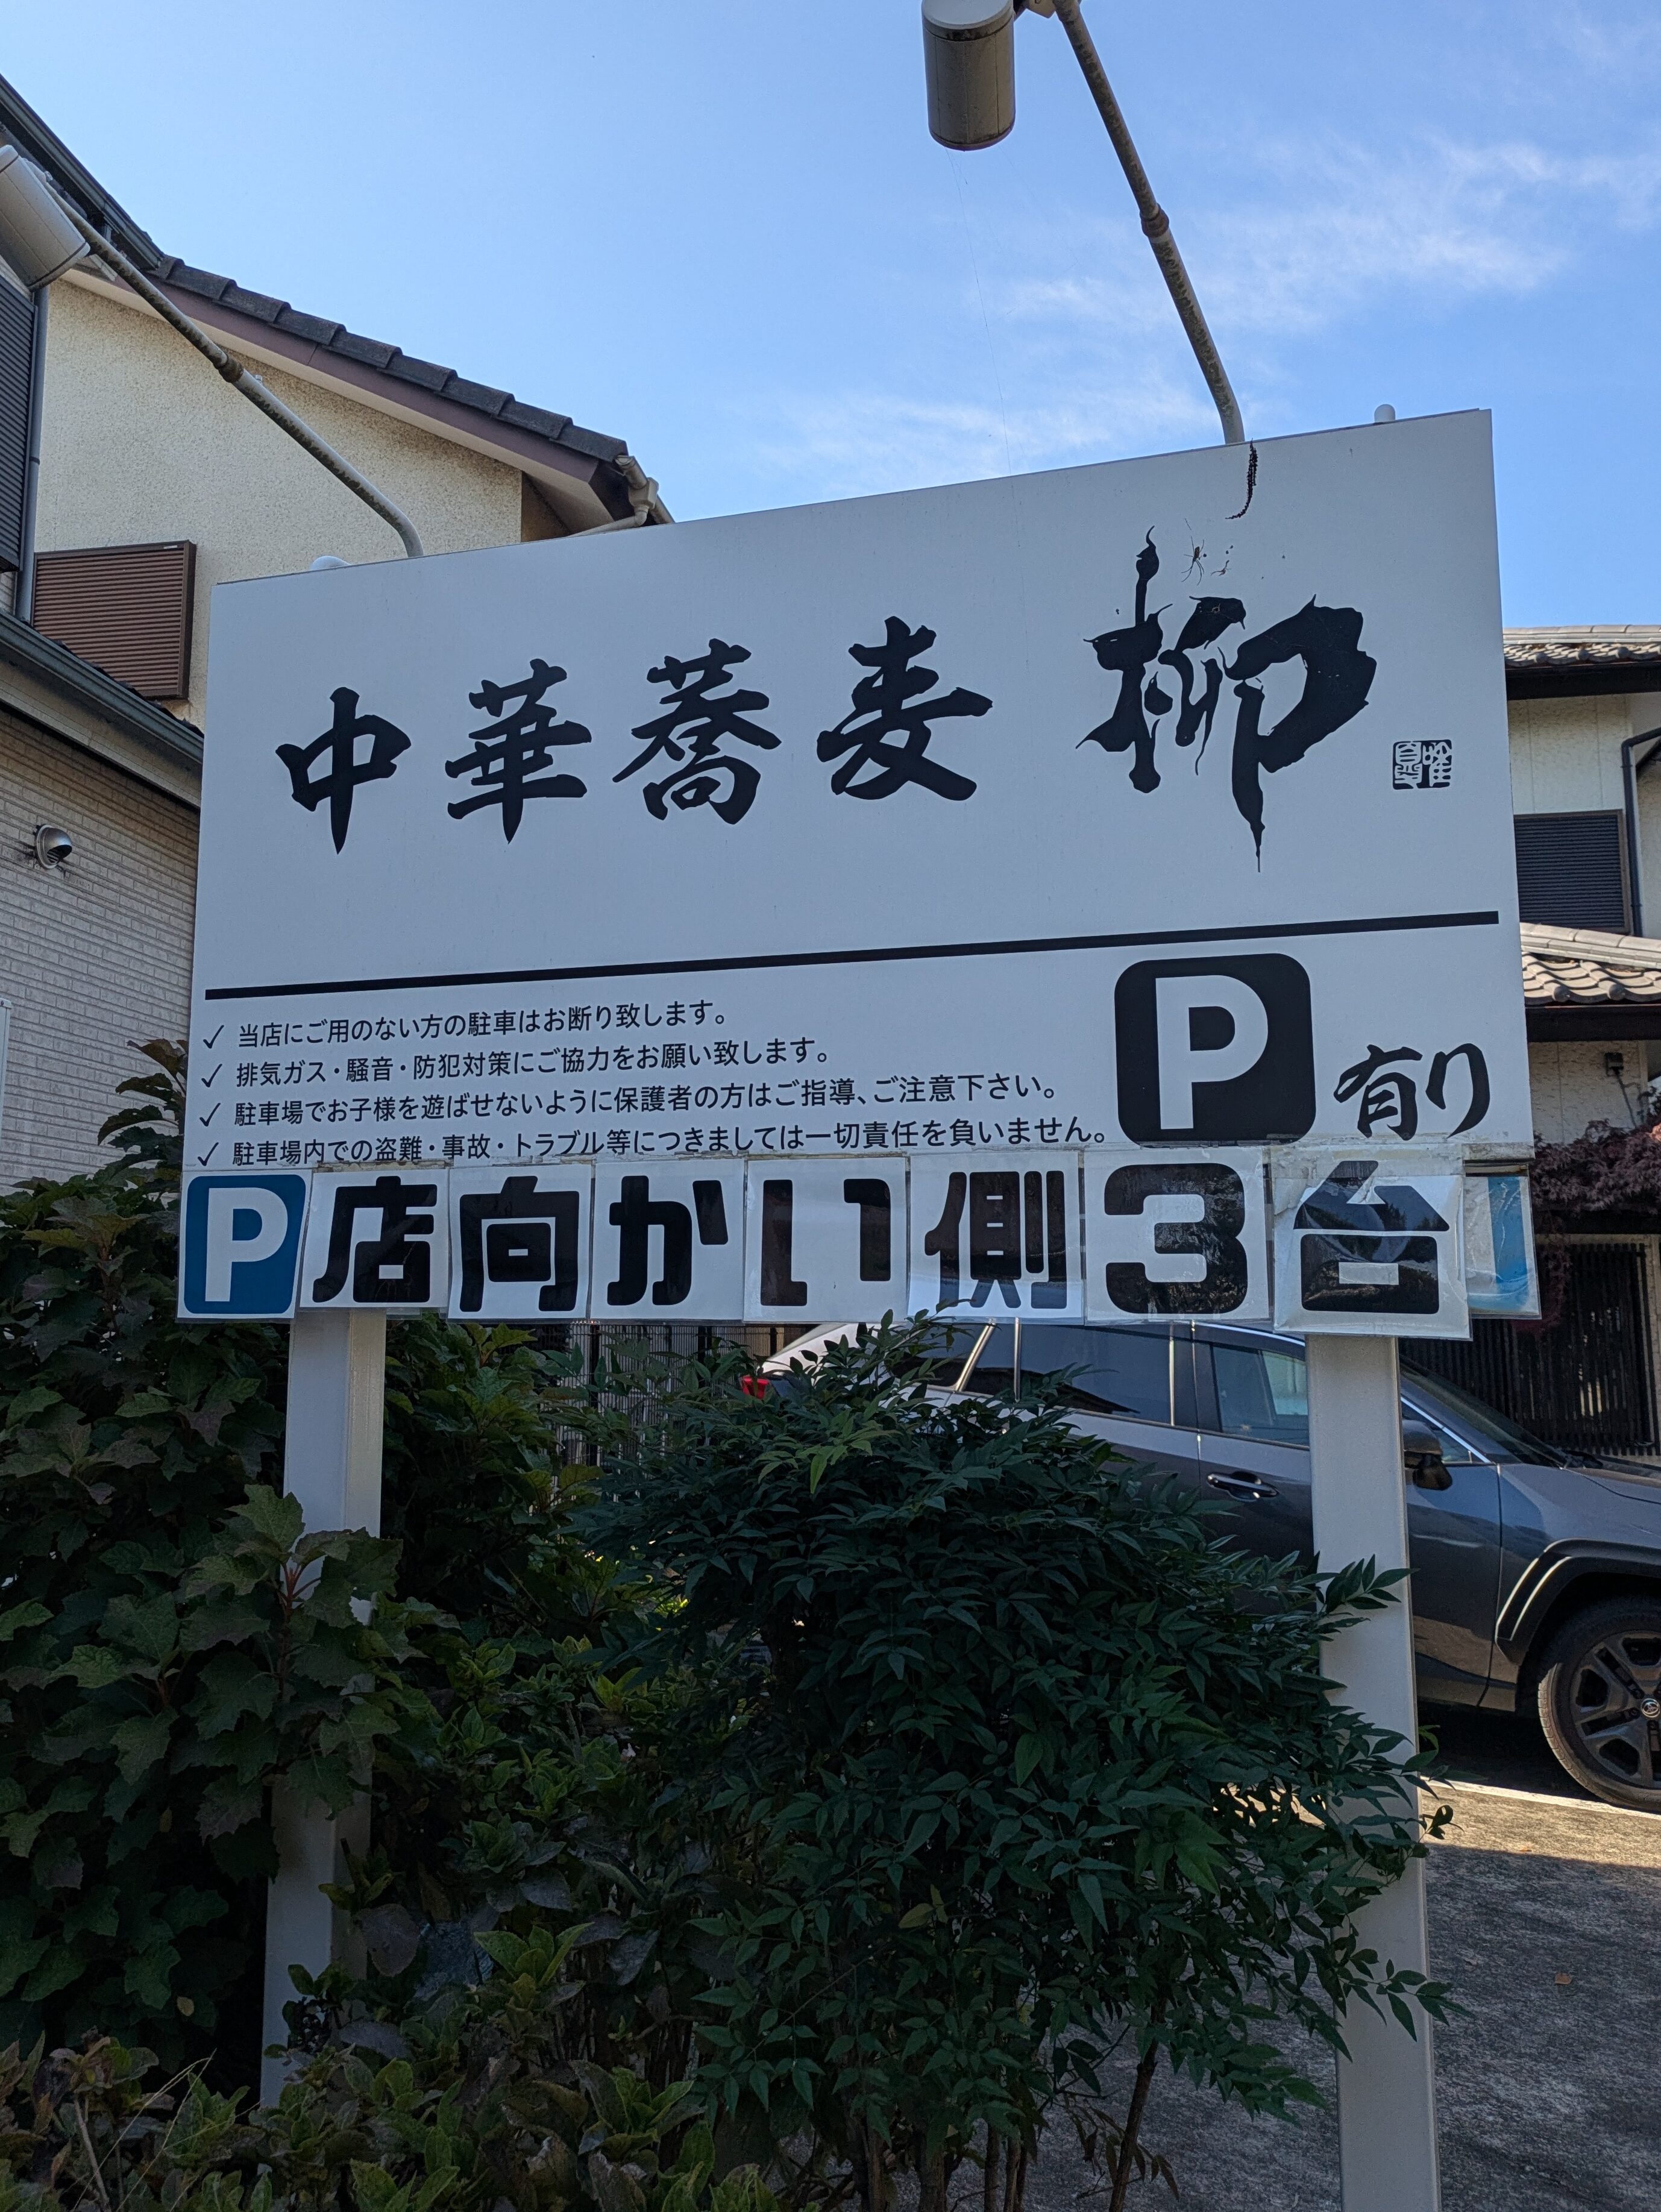 中華蕎麦 柳
P 有り
✓ 当店にご用のない方の駐車はお断り致します。
✓ 排気ガス・騒音・防犯対策にご協力をお願い致します。
✓ 駐車場でお子様を遊ばせないように保護者の方はご指導、ご注意下さい。
✓ 駐車場内での盗難・事故・トラブル等につきましては一切責任を負いません。
P店向かい側3台